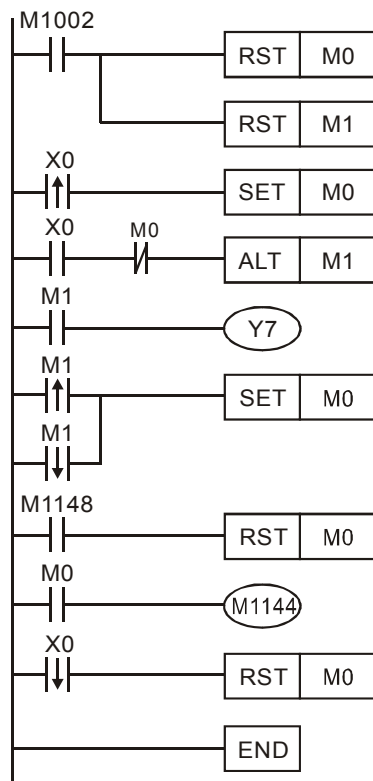 M1002
RST M0
RST M1
X0
SET M0
X0 M0
ALT M1
M1
Y7
M1
SET M0
M1
M1148
RST M0
M0
M1144
X0
RST M0
END